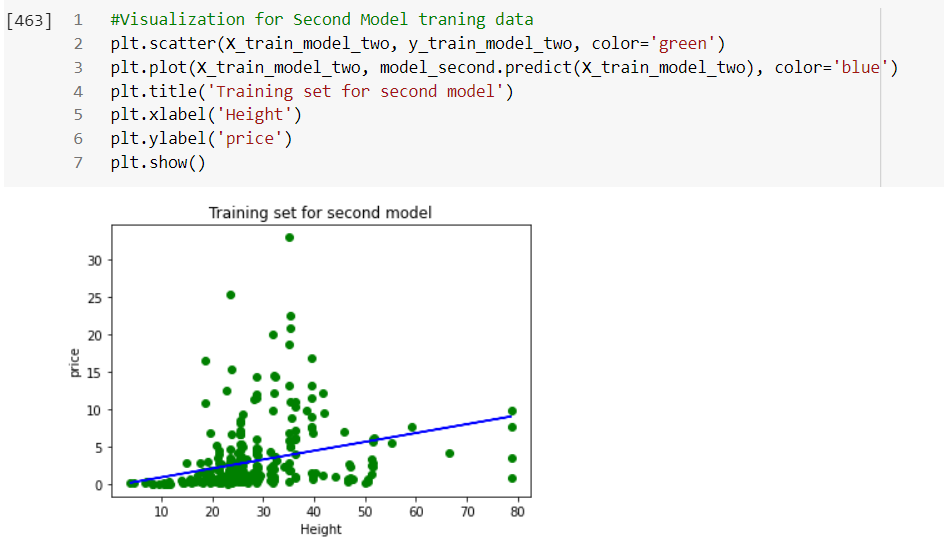 [463] 1 #Visualization for Second Model traning data
2 plt.scatter(X_train_model_two, y_train_model_two, color='green')
3 plt.plot(X_train_model_two, model_second.predict(X_train_model_two), color='blue')
4 plt.title('Training set for second model')
5 plt.xlabel('Height')
6 plt.ylabel('price')
7 plt.show()
Training set for second model
30
25
20
15
10
5
0
price
10 20 30 40 50 60 70 80
Height